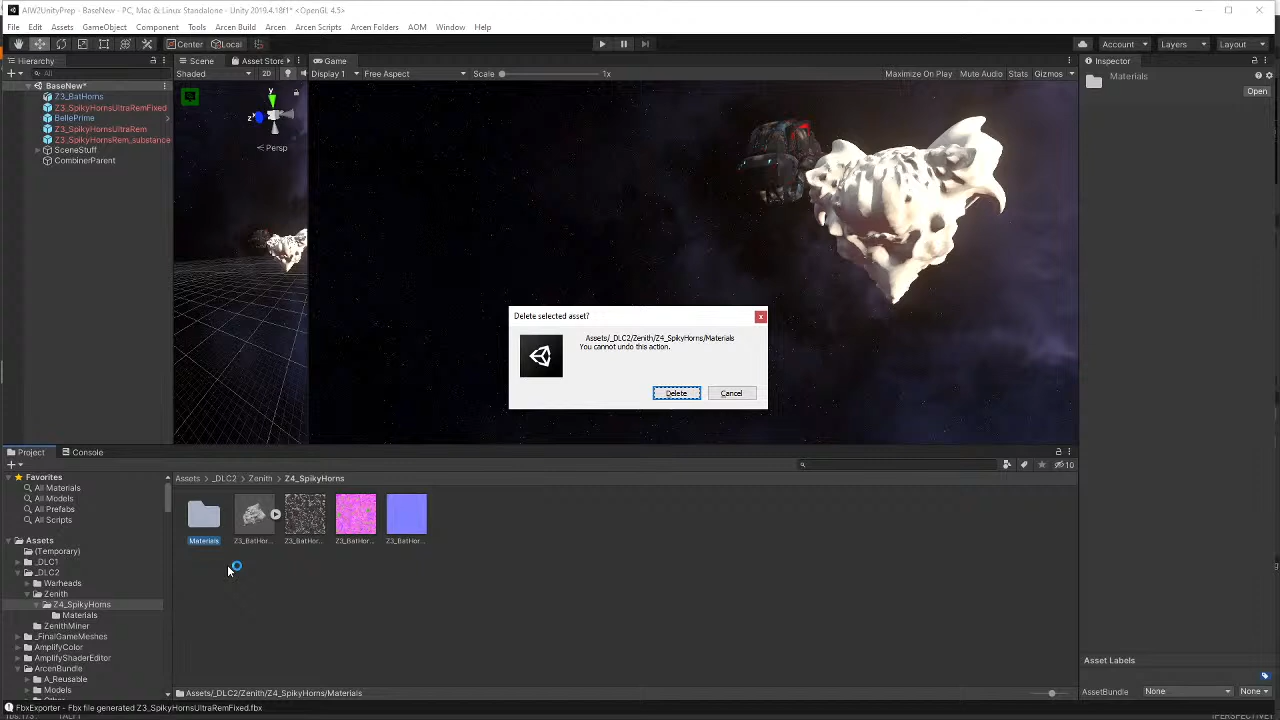 AIW2UnityPrep - BaseNew - PC, Mac & Linux Standalone - Unity 2019.4.18f1* <OpenGL 4.5>
File Edit Assets GameObject Component Tools Arcen Build Arcen Arcen Scripts Arcen Folders AOM Window Help
Center Local Account Layers Layout
Hierarchy Scene Asset Store Game Inspector
All Shaded 2D Display 1 Free Aspect Scale 1x Maximize On Play Mute Audio Stats Gizmos Materials
Open
BaseNew*
Z3_BatHorns
Z3_SpikyHornsUltraRemFixed
BellePrime
Z3_SpikyHornsUltraRem
Z3_SpikyHornsRem_substance
SceneStuff
CombinerParent
y
z
Persp
Delete selected asset?
Assets/_DLC2/Zenith/Z4_SpikyHorns/Materials
You cannot undo this action.
Delete Cancel
Project Console
10
Favorites
All Materials
All Models
All Prefabs
All Scripts
Assets
(Temporary)
_DLC1
_DLC2
Warheads
Zenith
Z4_SpikyHorns
Materials
ZenithMiner
_FinalGameMeshes
AmplifyColor
AmplifyShaderEditor
ArcenBundle
A_Reusable
Models
Assets _DLC2 Zenith Z4_SpikyHorns
Materials Z3_BatHor... Z3_BatHor... Z3_BatHor... Z3_BatHor...
Assets/_DLC2/Zenith/Z4_SpikyHorns/Materials
Asset Labels
AssetBundle None None
FbxExporter - Fbx file generated Z3_SpikyHornsUltraRemFixed.fbx